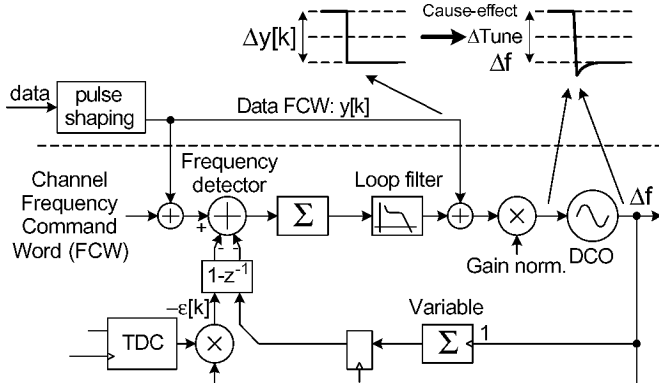 Cause-effect
Δy[k]
ΔTune
Δf
data
pulse
shaping
Data FCW: y[k]
Channel
Frequency
Command
Word (FCW)
Frequency
detector
Loop filter
+
+
+
-
-
Σ
+
×
Gain norm.
DCO
Δf
1-z⁻¹
−ε[k]
TDC
×
Variable
Σ
1